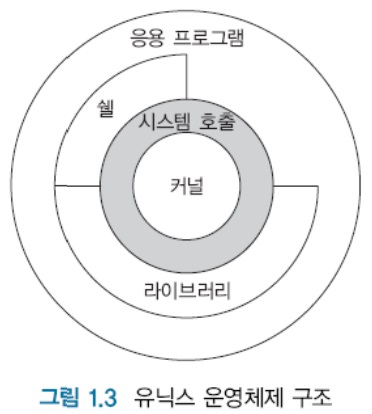 응용 프로그램
쉘
시스템 호출
커널
라이브러리
그림 1.3 유닉스 운영체제 구조